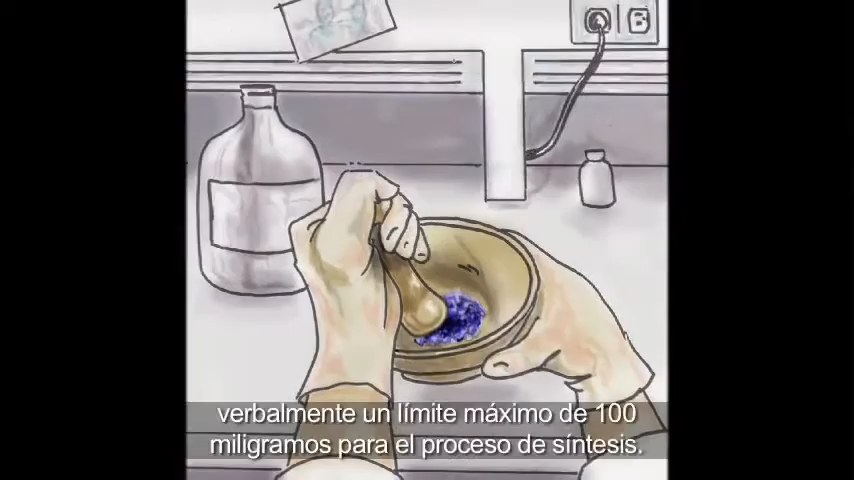 verbalmente un límite máximo de 100
miligramos para el proceso de síntesis.